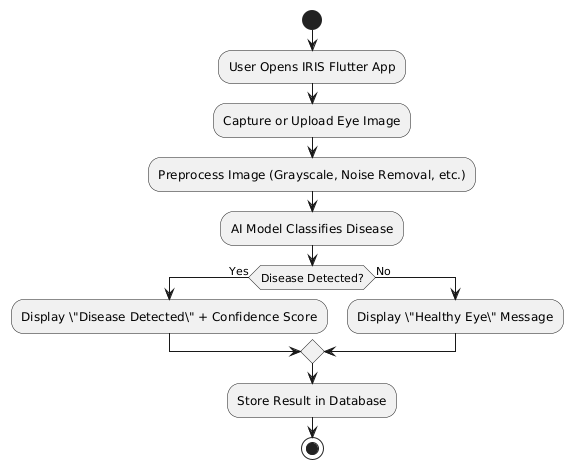 User Opens IRIS Flutter App
Capture or Upload Eye Image
Preprocess Image (Grayscale, Noise Removal, etc.)
AI Model Classifies Disease
Disease Detected?
Yes
No
Display \"Disease Detected\" + Confidence Score
Display \"Healthy Eye\" Message
Store Result in Database